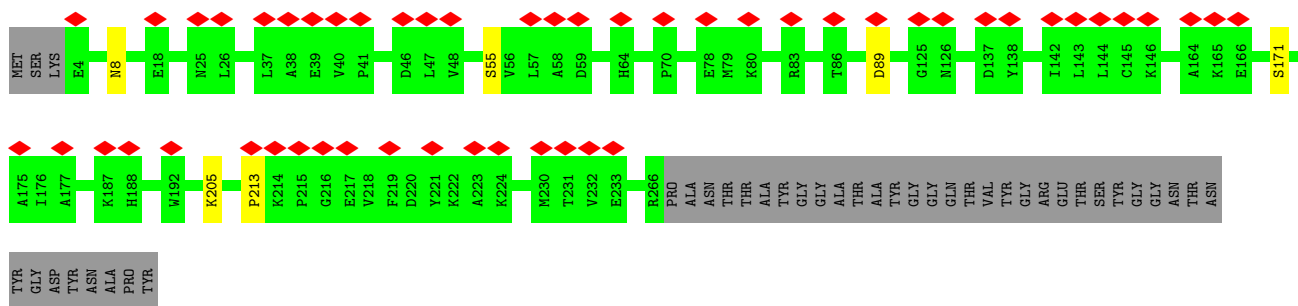 MET SER LYS E4 N8 E18 N25 L26 L37 A38 E39 V40 P41 D46 L47 V48 S55 V56 L57 A58 D59 H64 P70 E78 M79 K80 R83 T86 D89 G125 N126 D137 Y138 I142 L143 L144 C145 K146 A164 K165 E166 S171
A175 I176 A177 K187 H188 W192 K205 P213 K214 P215 G216 E217 V218 F219 D220 Y221 K222 A223 K224 M230 T231 V232 E233 R266 PRO ALA ASN THR THR ALA TYR GLY GLY ALA THR ALA TYR GLY GLY GLN THR VAL TYR GLY ARG GLU THR SER TYR GLY GLY ASN THR ASN
TYR GLY ASP TYR ASN ALA PRO TYR